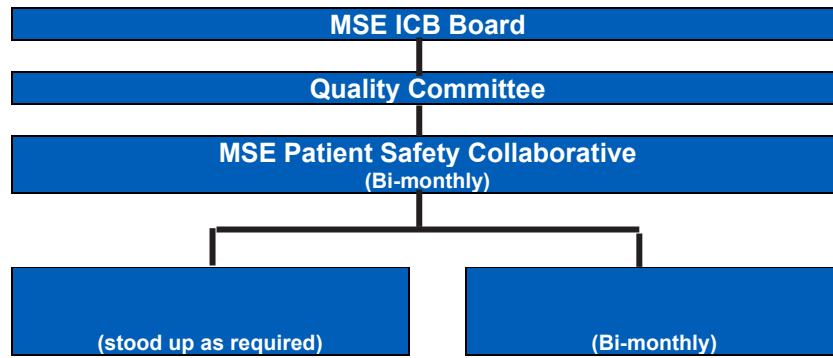 MSE ICB Board
Quality Committee
MSE Patient Safety Collaborative
(Bi-monthly)
(stood up as required)
(Bi-monthly)